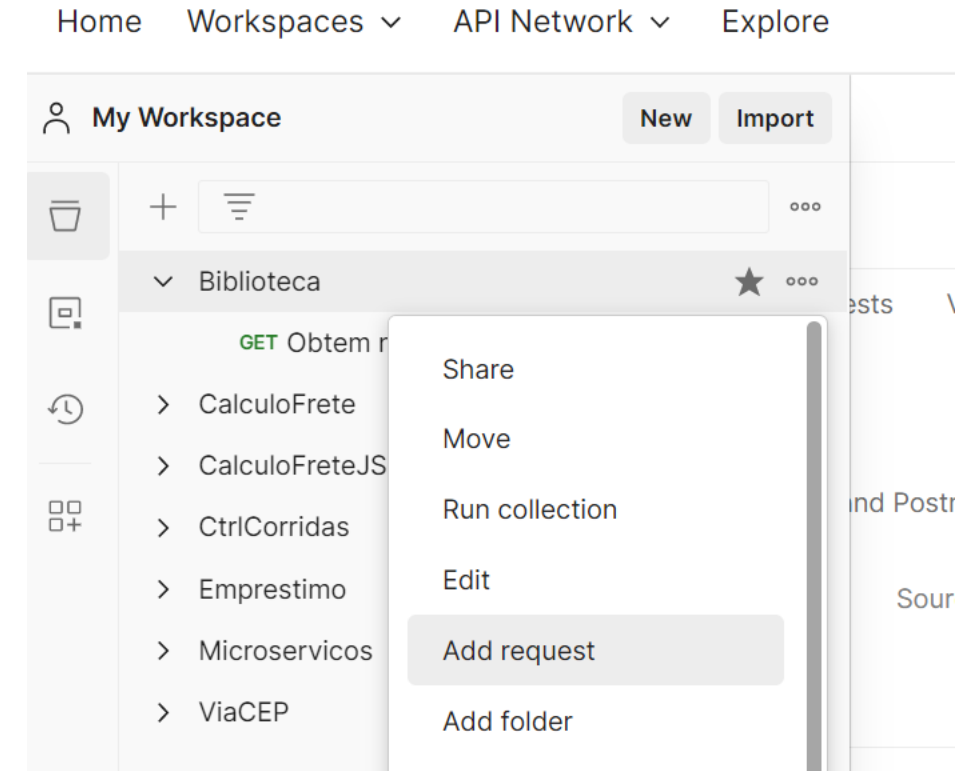 Home Workspaces API Network Explore
My Workspace New Import
Biblioteca
GET Obtem
CalculoFrete
CalculoFreteJS
CtrlCorridas
Emprestimo
Microservicos
ViaCEP
Share
Move
Run collection
Edit
Add request
Add folder